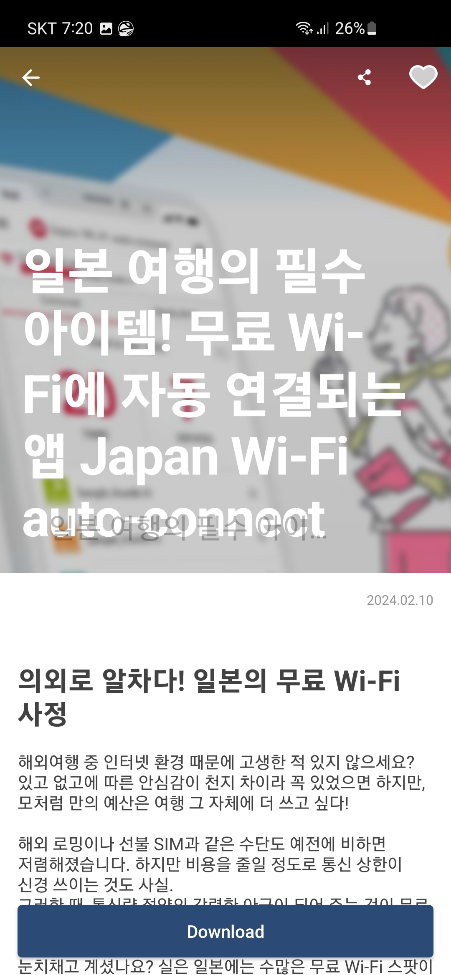 SKT 7:20 26%
일본 여행의 필수
아이템! 무료 Wi-
Fi에 자동 연결되는
앱 Japan Wi-Fi
auto-connect
일본 여행의 필수 아이...
2024.02.10
의외로 알차다! 일본의 무료 Wi-Fi
사정
해외여행 중 인터넷 환경 때문에 고생한 적 있지 않으세요?
있고 없고에 따른 안심감이 천지 차이라 꼭 있었으면 하지만,
모처럼 만의 예산은 여행 그 자체에 더 쓰고 싶다!
해외 로밍이나 선불 SIM과 같은 수단도 예전에 비하면
저렴해졌습니다. 하지만 비용을 줄일 정도로 통신 상한이
신경 쓰이는 것도 사실.
그러한 때, 통신량 절약의 강력한 아군이 되어 주는 것이 무료
Download
눈치채고 계셨나요? 실은 일본에는 수많은 무료 Wi-Fi 스팟이